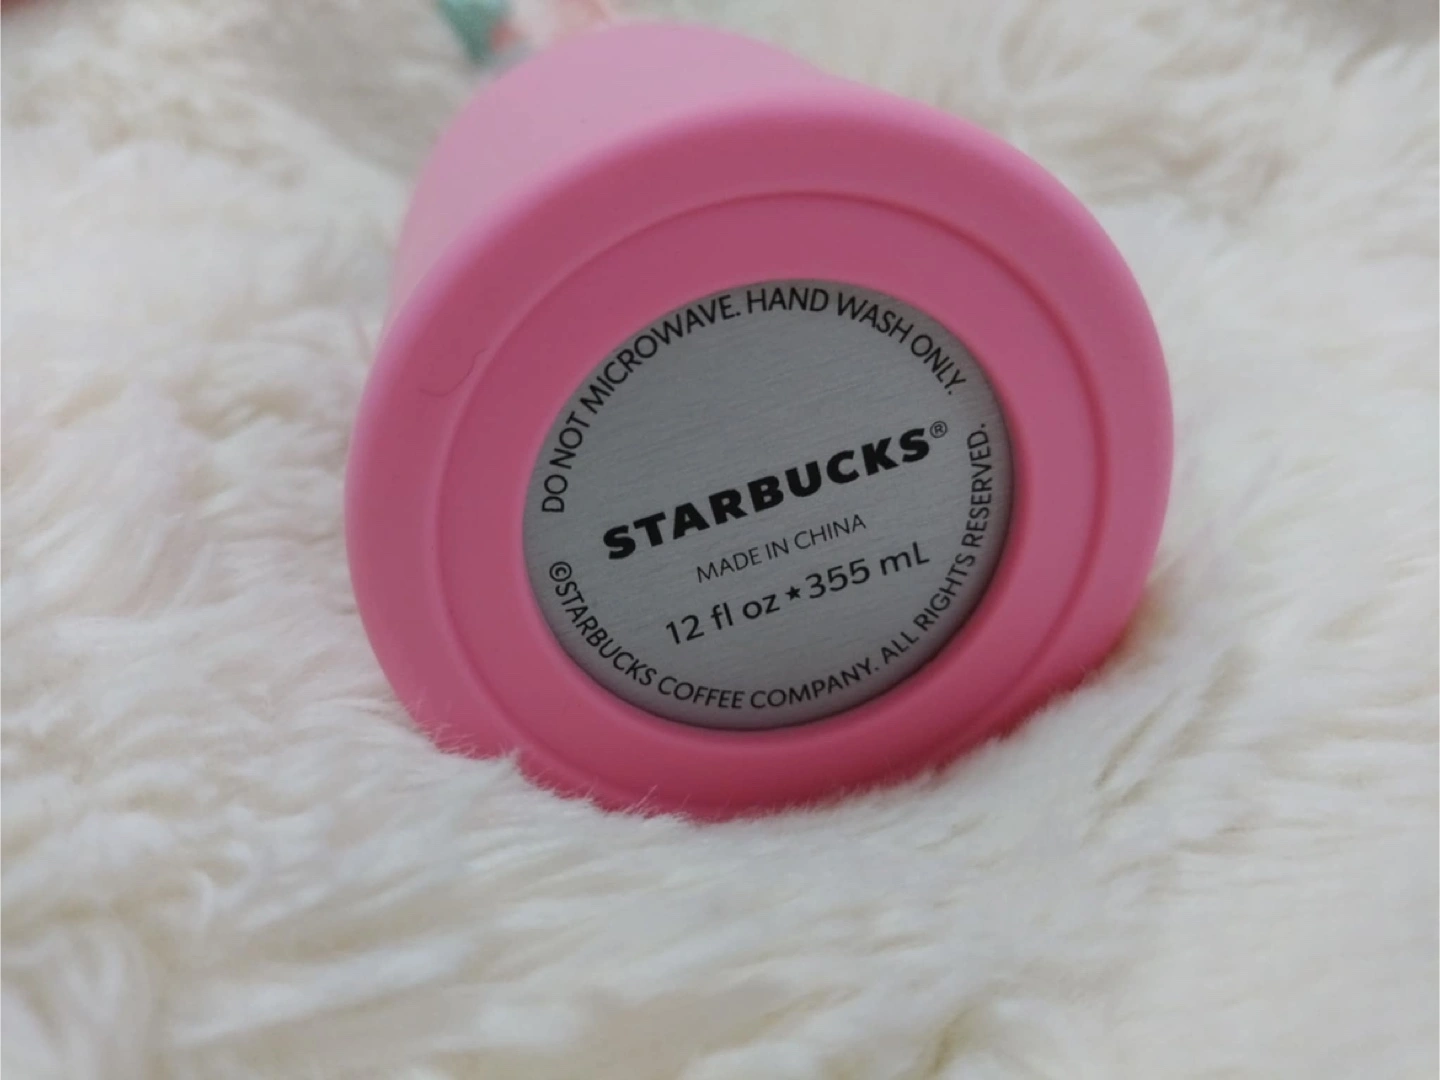 DO NOT MICROWAVE. HAND WASH ONLY.
STARBUCKS®
MADE IN CHINA
12 fl oz ★ 355 mL
©STARBUCKS COFFEE COMPANY. ALL RIGHTS RESERVED.